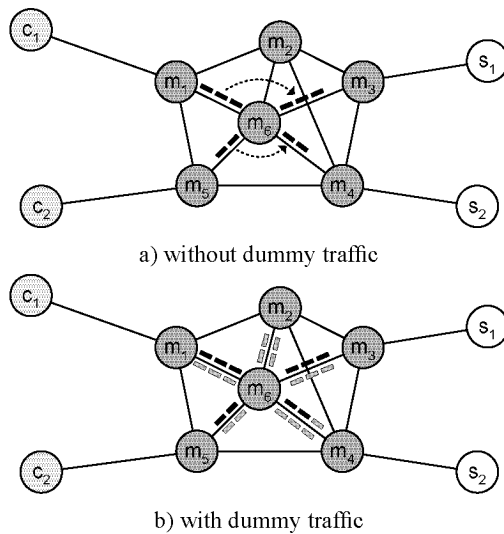 c1
m2
s1
m1
m3
m6
m5
m4
c2
s2
a) without dummy traffic
c1
m2
s1
m1
m3
m6
m5
m4
c2
s2
b) with dummy traffic